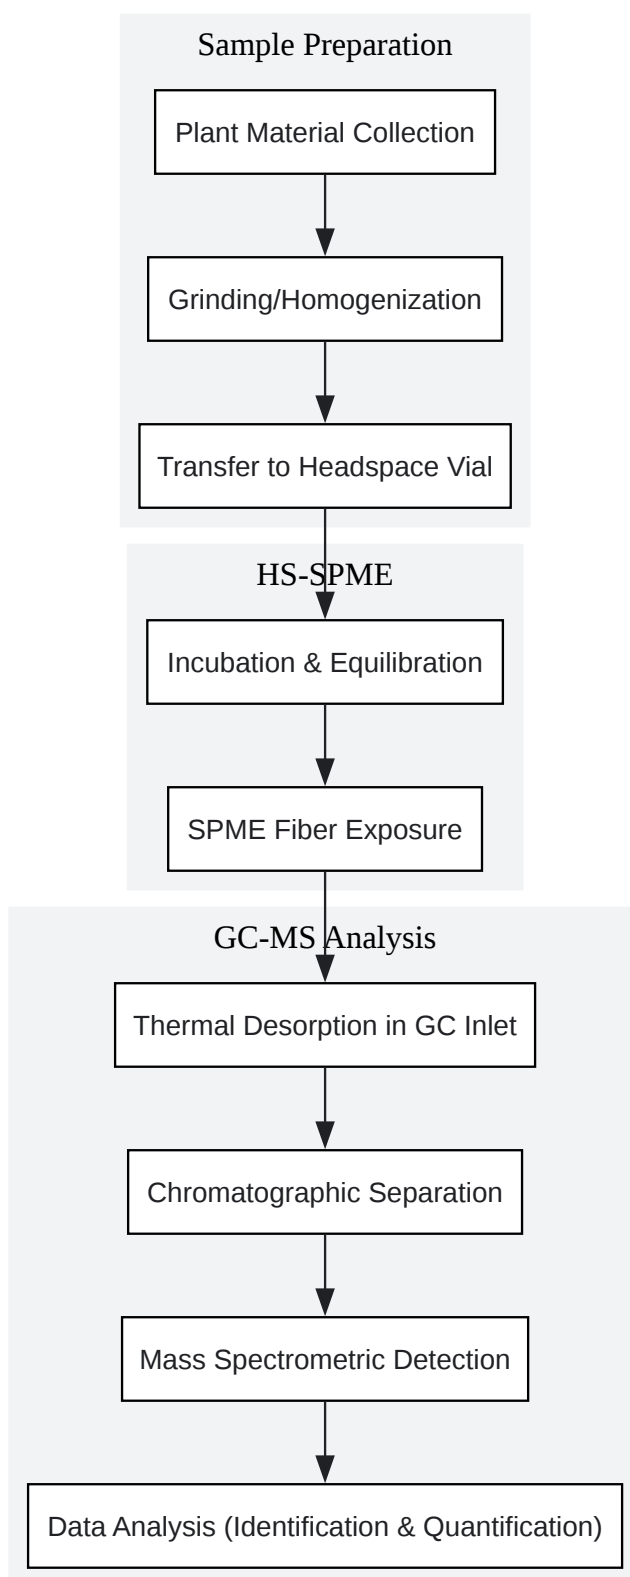 Sample Preparation
Plant Material Collection
Grinding/Homogenization
Transfer to Headspace Vial
HS-SPME
Incubation & Equilibration
SPME Fiber Exposure
GC-MS Analysis
Thermal Desorption in GC Inlet
Chromatographic Separation
Mass Spectrometric Detection
Data Analysis (Identification & Quantification)